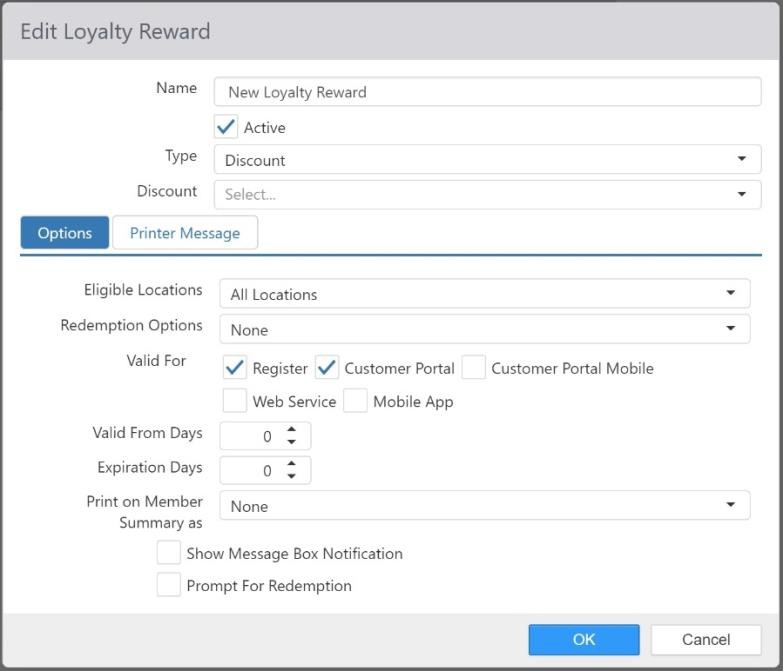 Edit Loyalty Reward
Name New Loyalty Reward
Active
Type Discount
Discount Select...
Options Printer Message
Eligible Locations All Locations
Redemption Options None
Valid For Register Customer Portal Customer Portal Mobile
Web Service Mobile App
Valid From Days 0
Expiration Days 0
Print on Member None
Summary as
Show Message Box Notification
Prompt For Redemption
OK Cancel